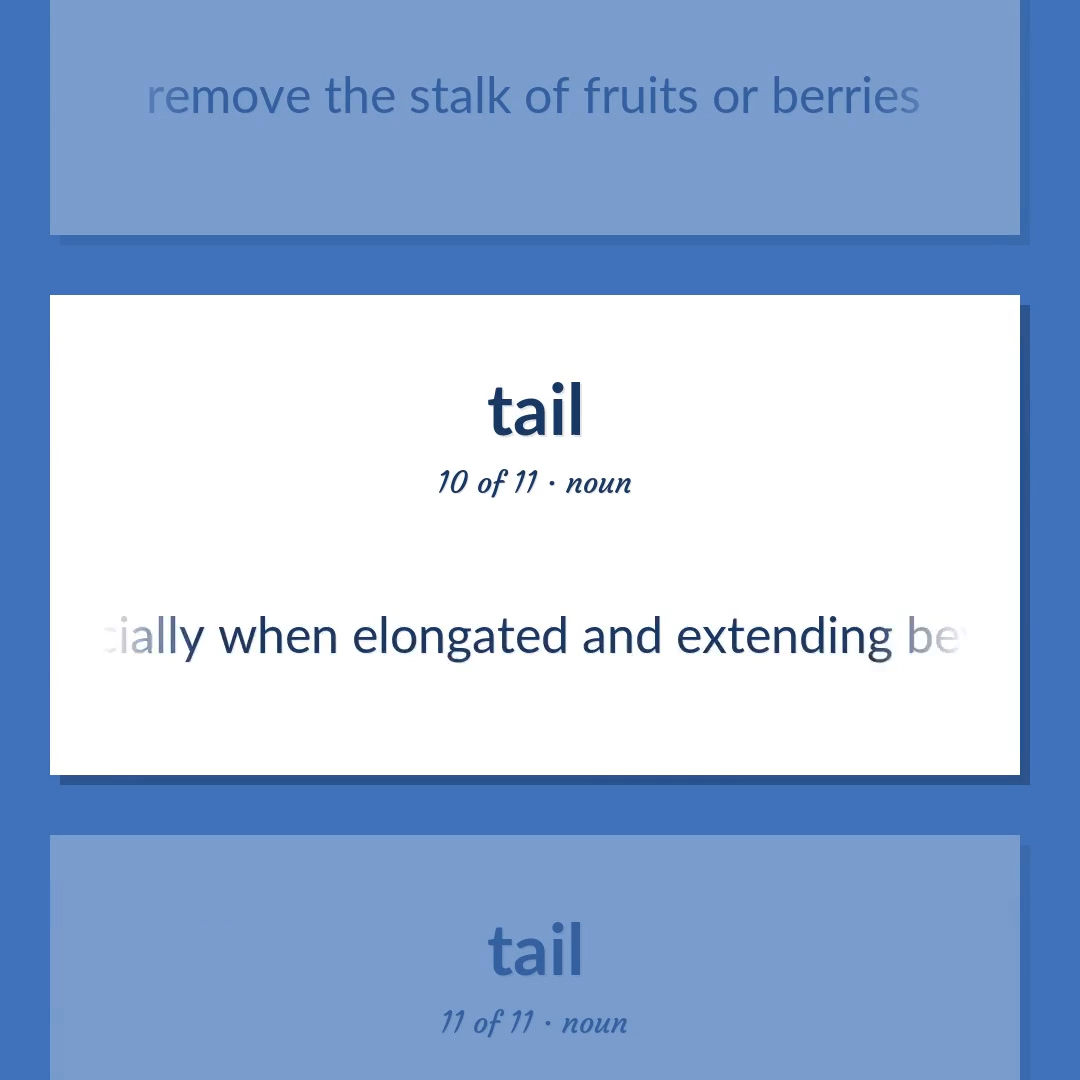 remove the stalk of fruits or berries
tail
10 of 11 · noun
cially when elongated and extending be
tail
11 of 11 · noun